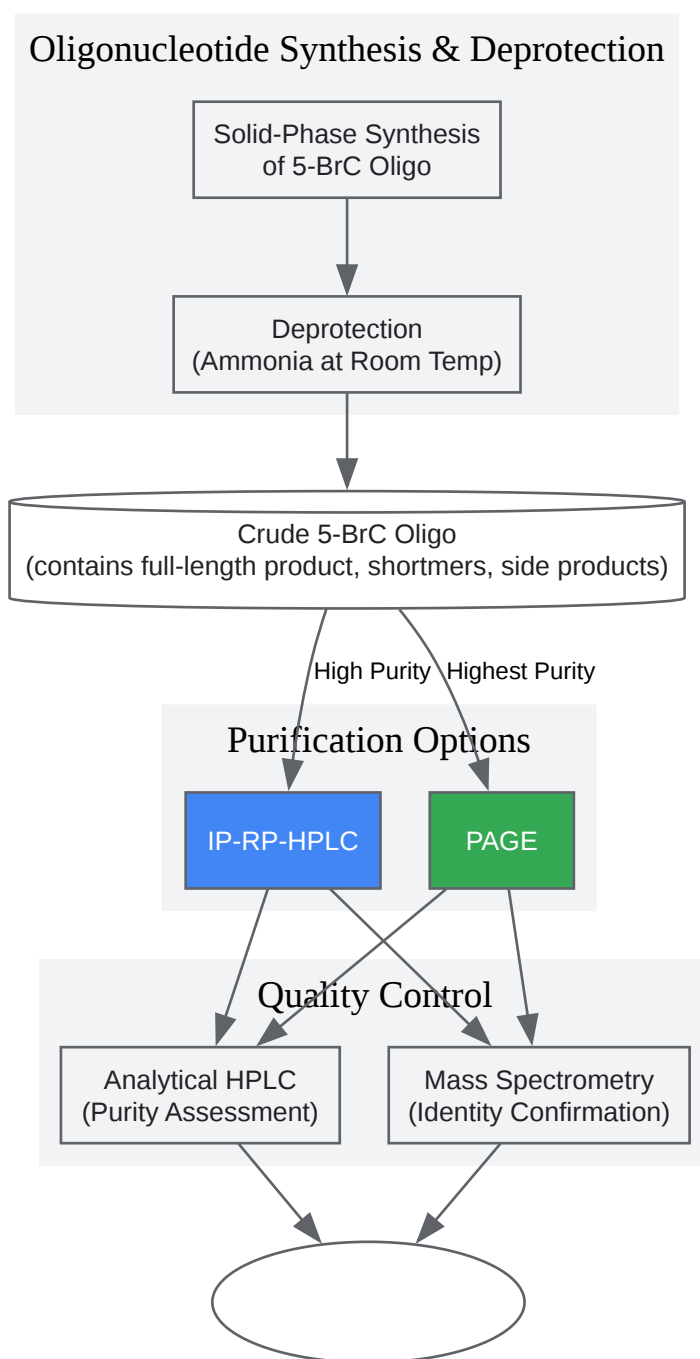 Oligonucleotide Synthesis & Deprotection
Solid-Phase Synthesis
of 5-BrC Oligo
Deprotection
(Ammonia at Room Temp)
Crude 5-BrC Oligo
(contains full-length product, shortmers, side products)
High Purity
Highest Purity
Purification Options
IP-RP-HPLC
PAGE
Quality Control
Analytical HPLC
(Purity Assessment)
Mass Spectrometry
(Identity Confirmation)